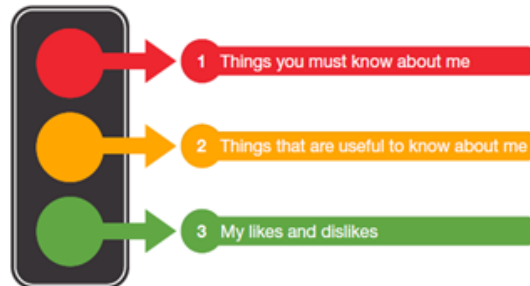 1 Things you must know about me
2 Things that are useful to know about me
3 My likes and dislikes